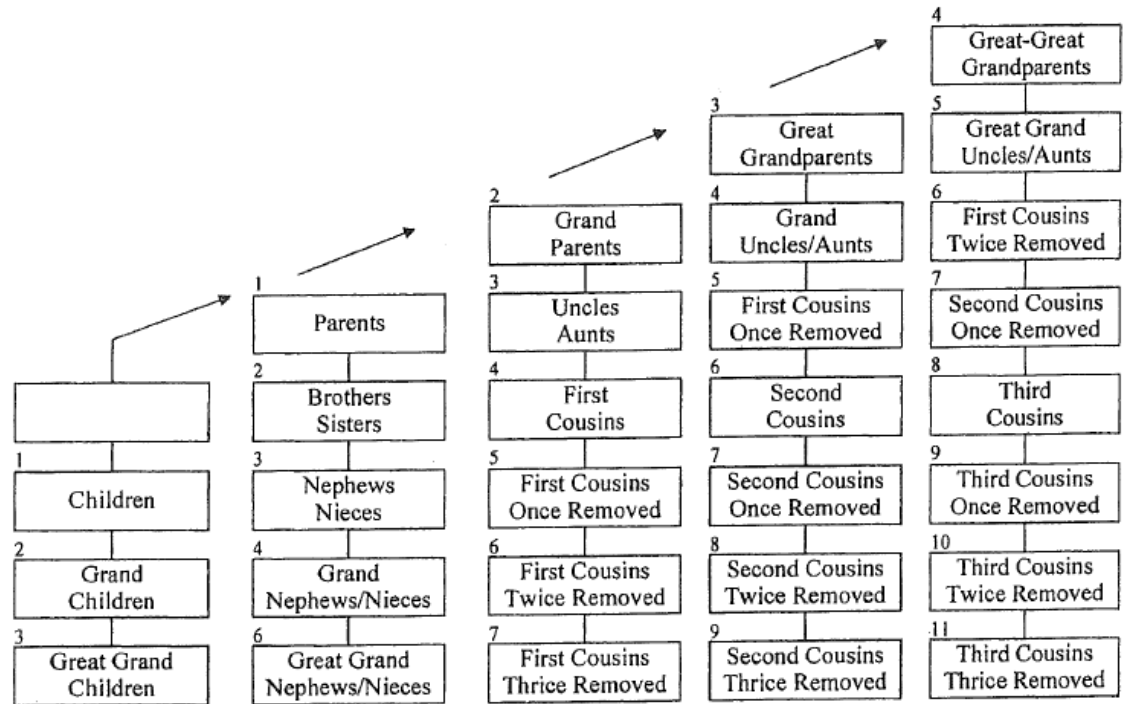 1
Children
2
Grand
Children
3
Great Grand
Children
1
Parents
2
Brothers
Sisters
3
Nephews
Nieces
4
Grand
Nephews/Nieces
6
Great Grand
Nephews/Nieces
2
Grand
Parents
3
Uncles
Aunts
4
First
Cousins
5
First Cousins
Once Removed
6
First Cousins
Twice Removed
7
First Cousins
Thrice Removed
3
Great
Grandparents
4
Grand
Uncles/Aunts
5
First Cousins
Once Removed
6
Second
Cousins
7
Second Cousins
Once Removed
8
Second Cousins
Twice Removed
9
Second Cousins
Thrice Removed
4
Great-Great
Grandparents
5
Great Grand
Uncles/Aunts
6
First Cousins
Twice Removed
7
Second Cousins
Once Removed
8
Third
Cousins
9
Third Cousins
Once Removed
10
Third Cousins
Twice Removed
11
Third Cousins
Thrice Removed